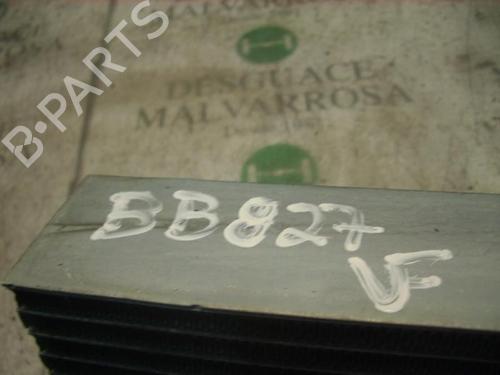 B-PARTS
DESGUACE
MALVARROSA
BB827
VF